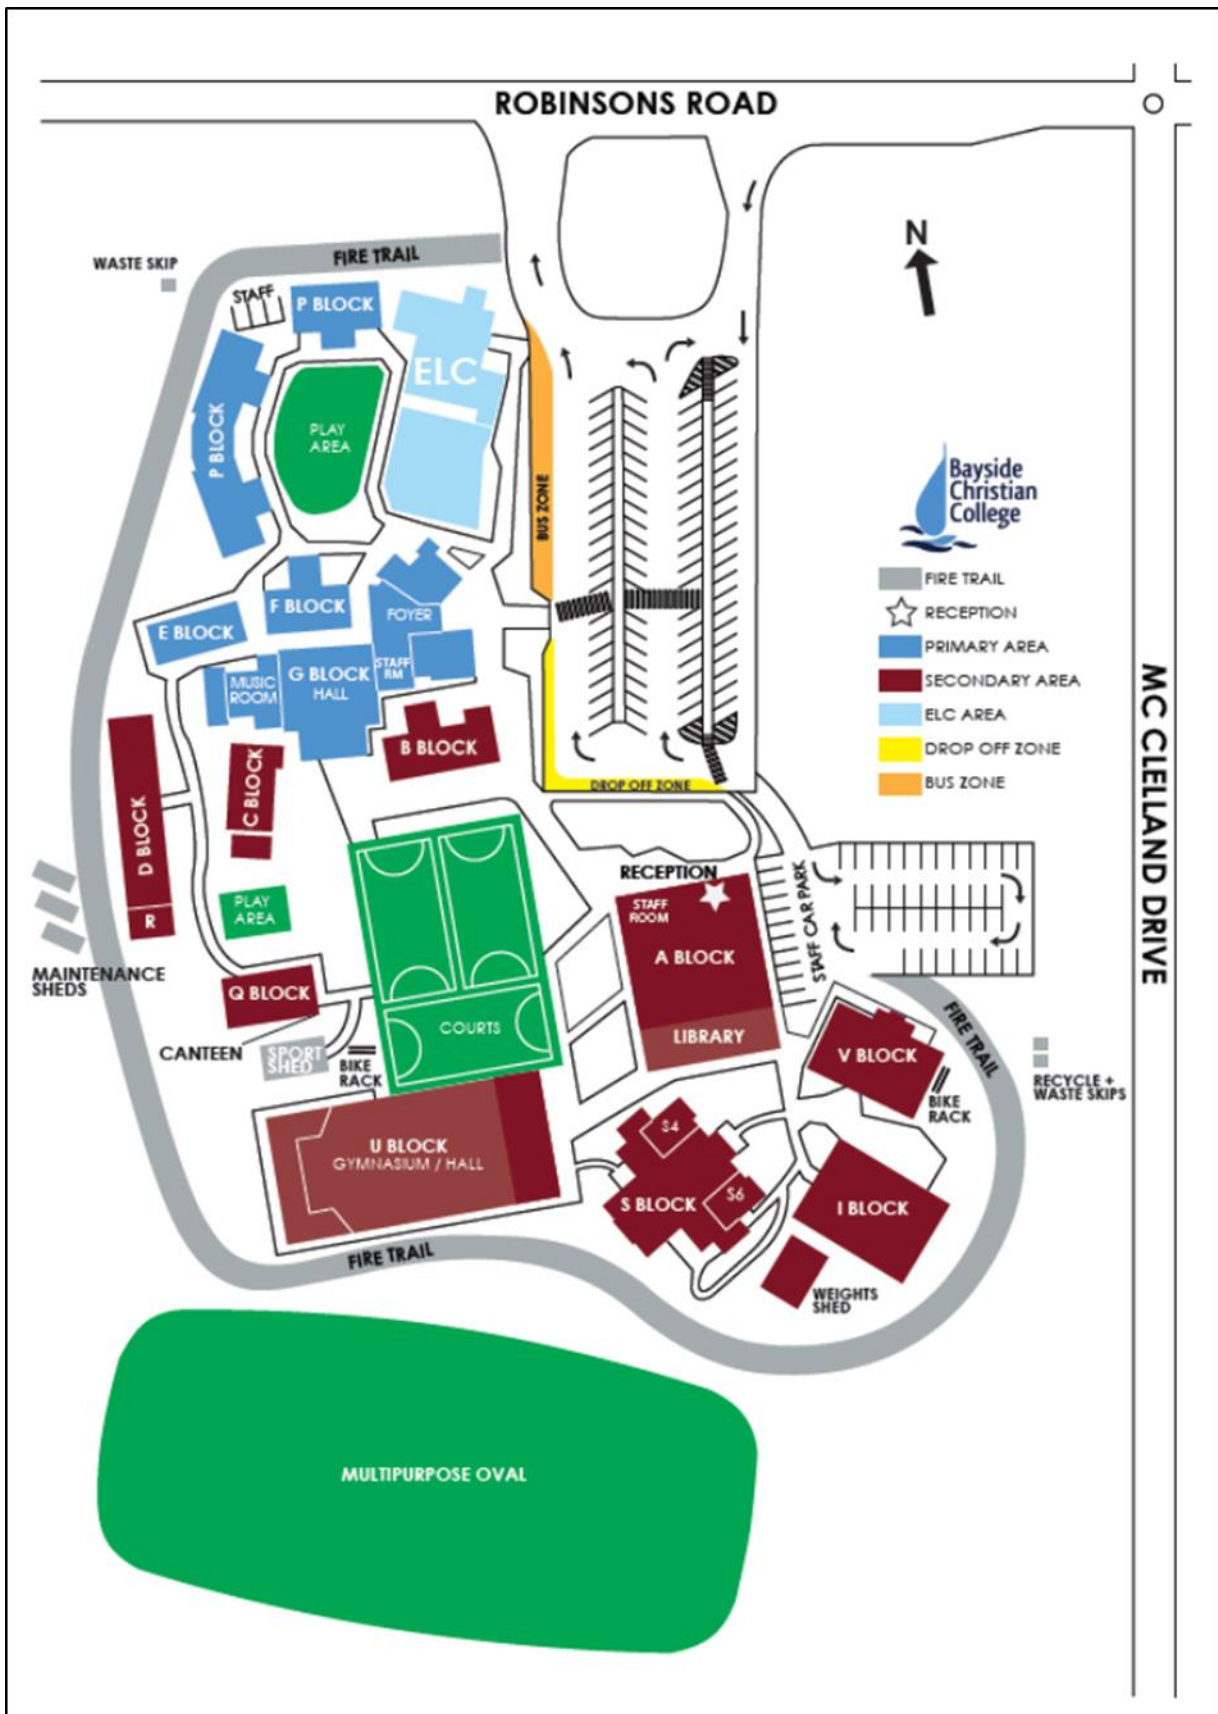 ROBINSONS ROAD
N
FIRE TRAIL
WASTE SKIP
STAFF
P BLOCK
ELC
P BLOCK
PLAY
AREA
BUS ZONE
Bayside
Christian
College
FIRE TRAIL
RECEPTION
PRIMARY AREA
SECONDARY AREA
ELC AREA
DROP OFF ZONE
BUS ZONE
F BLOCK
FOYER
E BLOCK
MUSIC
ROOM
G BLOCK
HALL
STAFF
RM
B BLOCK
C BLOCK
D BLOCK
R
DROP OFF ZONE
MC CLELLAND DRIVE
RECEPTION
STAFF
ROOM
A BLOCK
LIBRARY
STAFF CAR PARK
PLAY
AREA
MAINTENANCE
SHEDS
Q BLOCK
COURTS
CANTEEN
SPORT
SHED
BIKE
RACK
V BLOCK
FIRE TRAIL
BIKE
RACK
RECYCLE +
WASTE SKIPS
U BLOCK
GYMNASIUM / HALL
S4
S6
S BLOCK
I BLOCK
WEIGHTS
SHED
FIRE TRAIL
MULTIPURPOSE OVAL